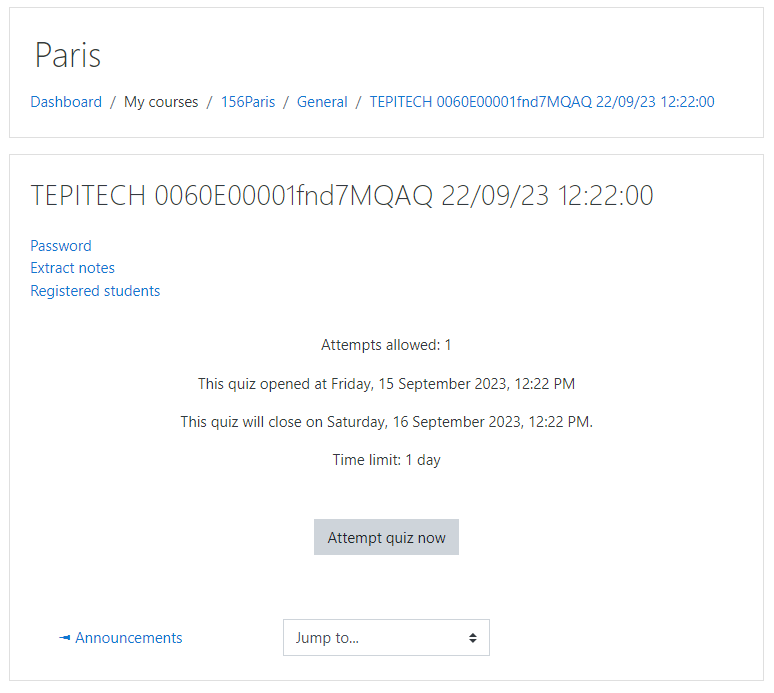 Paris
Dashboard / My courses / 156Paris / General / TEPITECH 0060E00001fnd7MQAQ 22/09/23 12:22:00
TEPITECH 0060E00001fnd7MQAQ 22/09/23 12:22:00
Password
Extract notes
Registered students
Attempts allowed: 1
This quiz opened at Friday, 15 September 2023, 12:22 PM
This quiz will close on Saturday, 16 September 2023, 12:22 PM.
Time limit: 1 day
Attempt quiz now
Announcements
Jump to...